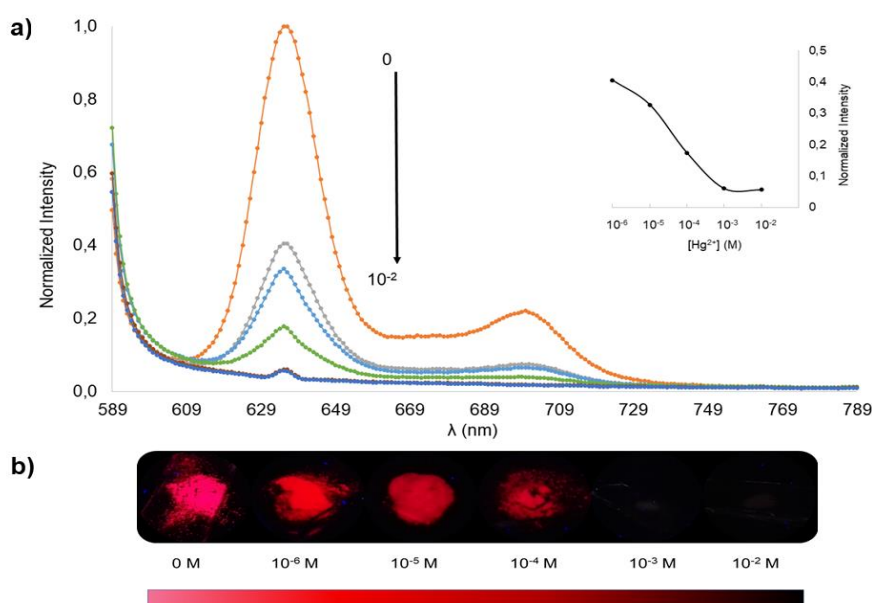 a)
1,0
0,8
0,6
0,4
0,2
0,0
Normalized Intensity
589 609 629 649 669 689 709 729 749 769 789
λ (nm)
0
10⁻²
0,5
0,4
0,3
0,2
0,1
0
Normalized Intensity
10⁻⁶ 10⁻⁵ 10⁻⁴ 10⁻³ 10⁻²
[Hg²⁺] (M)
b)
0 M 10⁻⁶ M 10⁻⁵ M 10⁻⁴ M 10⁻³ M 10⁻² M